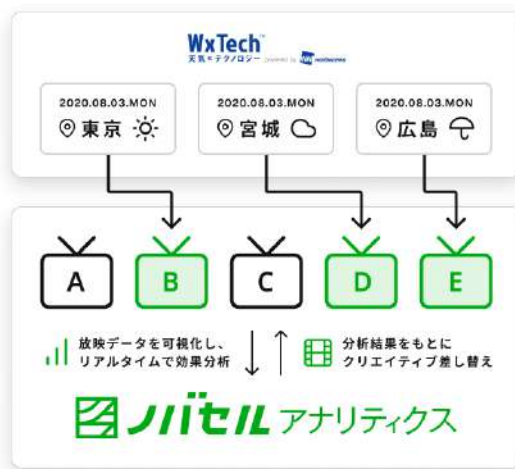 WxTech™
天気×テクノロジー powered by weathernews
2020.08.03.MON
東京
2020.08.03.MON
宮城
2020.08.03.MON
広島
A B C D E
放映データを可視化し、
リアルタイムで効果分析
分析結果をもとに
クリエイティブ差し替え
ノバセル アナリティクス